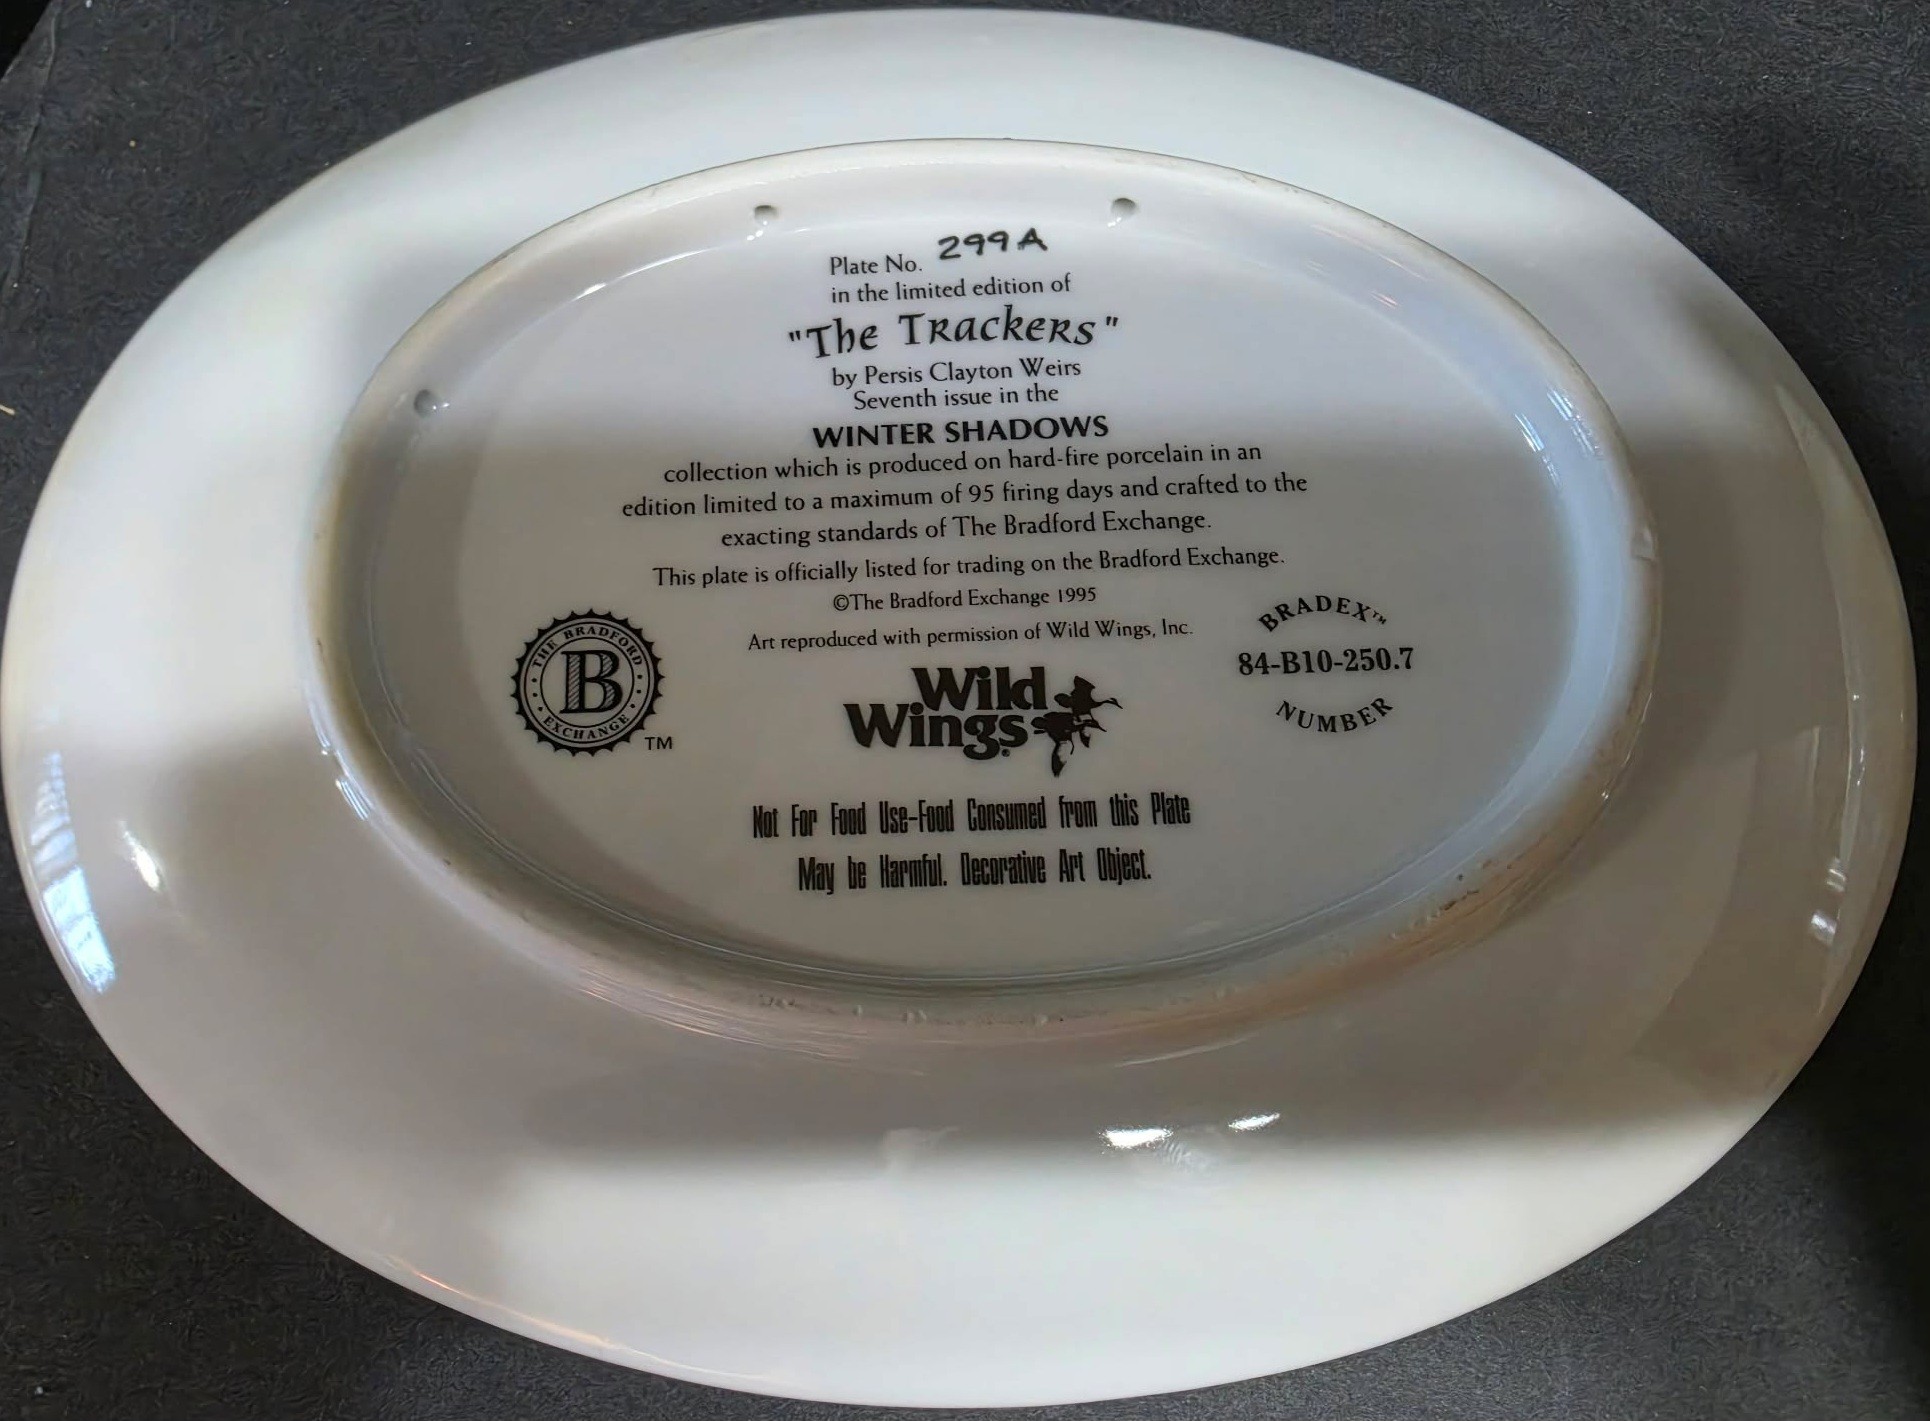 Plate No. 299A
in the limited edition of
"The Trackers"
by Persis Clayton Weirs
Seventh issue in the
WINTER SHADOWS
collection which is produced on hard-fire porcelain in an
edition limited to a maximum of 95 firing days and crafted to the
exacting standards of The Bradford Exchange.
This plate is officially listed for trading on the Bradford Exchange.
©The Bradford Exchange 1995
Art reproduced with permission of Wild Wings, Inc.
THE BRADFORD
B
EXCHANGE
TM
Wild
Wings®
BRADEX™
84-B10-250.7
NUMBER
Not For Food Use-Food Consumed from this Plate
May be Harmful. Decorative Art Object.